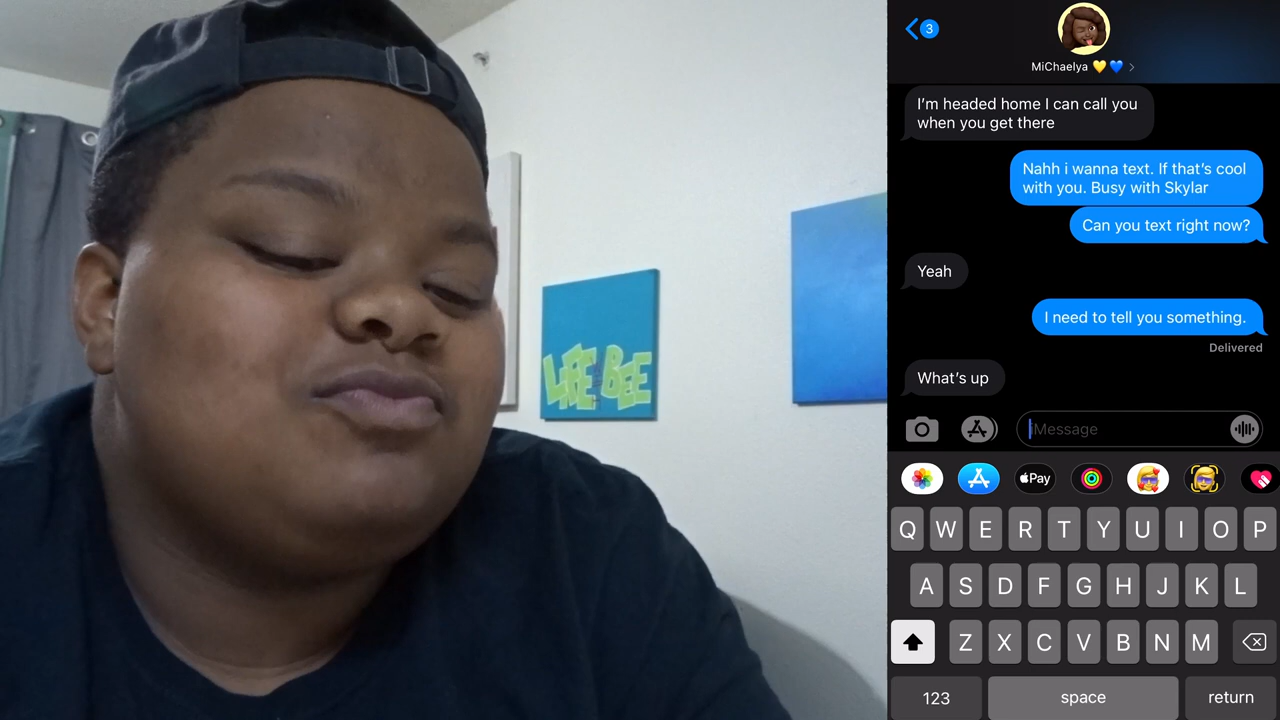 LIFE BEE
3
MiChaelya 💛💙 >
I'm headed home I can call you
when you get there
Nahh i wanna text. If that's cool
with you. Busy with Skylar
Can you text right now?
Yeah
I need to tell you something.
Delivered
What's up
iMessage
Pay
Q W E R T Y U I O P
A S D F G H J K L
Z X C V B N M
123 space return